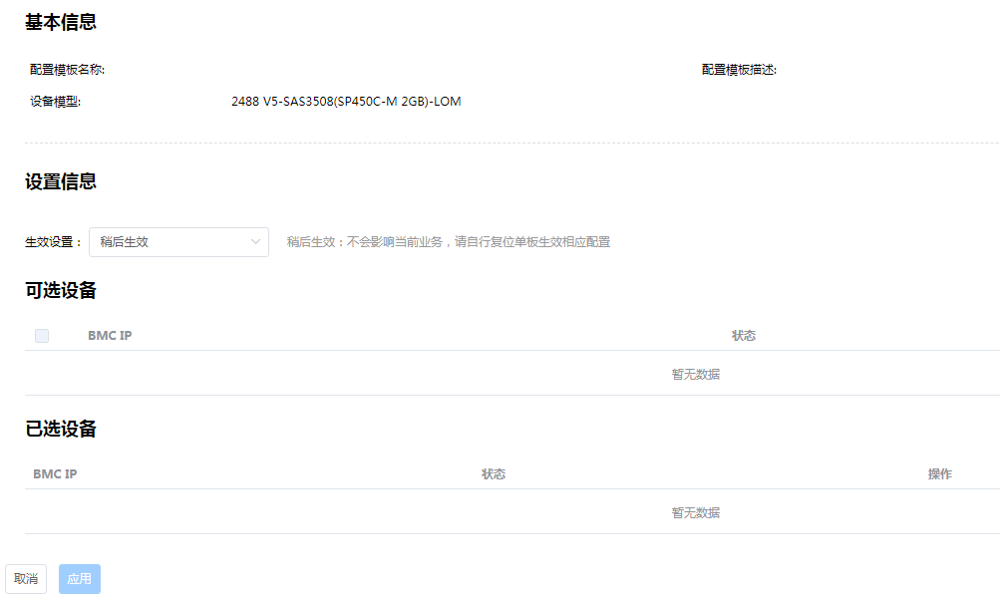 基本信息
配置模板名称: 配置模板描述:
设备模型: 2488 V5-SAS3508(SP450C-M 2GB)-LOM
设置信息
生效设置： 稍后生效 稍后生效：不会影响当前业务，请自行复位单板生效相应配置
可选设备
BMC IP 状态
暂无数据
已选设备
BMC IP 状态 操作
暂无数据
取消 应用